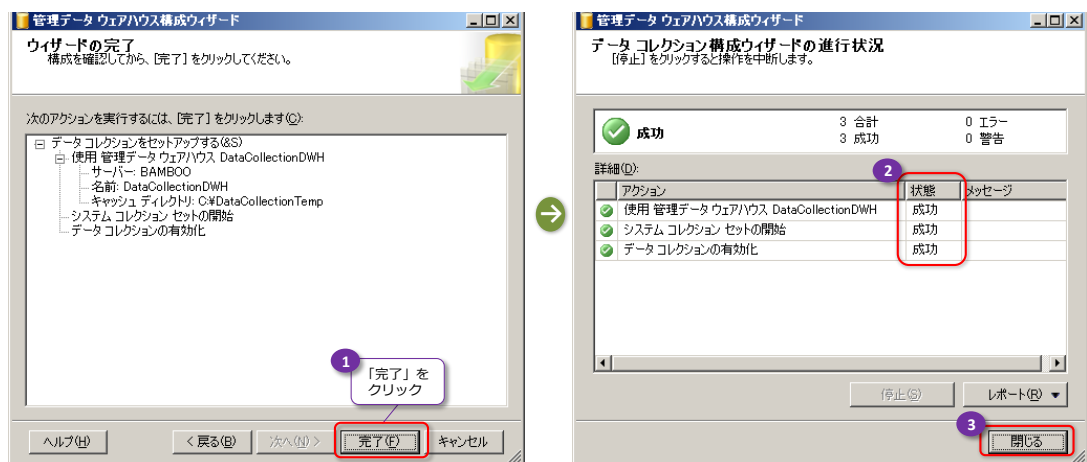 管理データ ウェアハウス構成ウィザード
ウィザードの完了
構成を確認してから、[完了] をクリックしてください。
次のアクションを実行するには、[完了] をクリックします(C):
データ コレクションをセットアップする(&S)
使用 管理データ ウェアハウス DataCollectionDWH
サーバー: BAMBOO
名前: DataCollectionDWH
キャッシュ ディレクトリ: C:¥DataCollectionTemp
システム コレクション セットの開始
データ コレクションの有効化
1
「完了」を
クリック
ヘルプ(H) < 戻る(B) 次へ(N) > 完了(F) キャンセル
管理データ ウェアハウス構成ウィザード
データ コレクション構成ウィザードの進行状況
[停止] をクリックすると操作を中断します。
成功
3 合計 0 エラー
3 成功 0 警告
詳細(D):
2
アクション 状態 メッセージ
使用 管理データ ウェアハウス DataCollectionDWH 成功
システム コレクション セットの開始 成功
データ コレクションの有効化 成功
停止(S) レポート(R)
3
閉じる